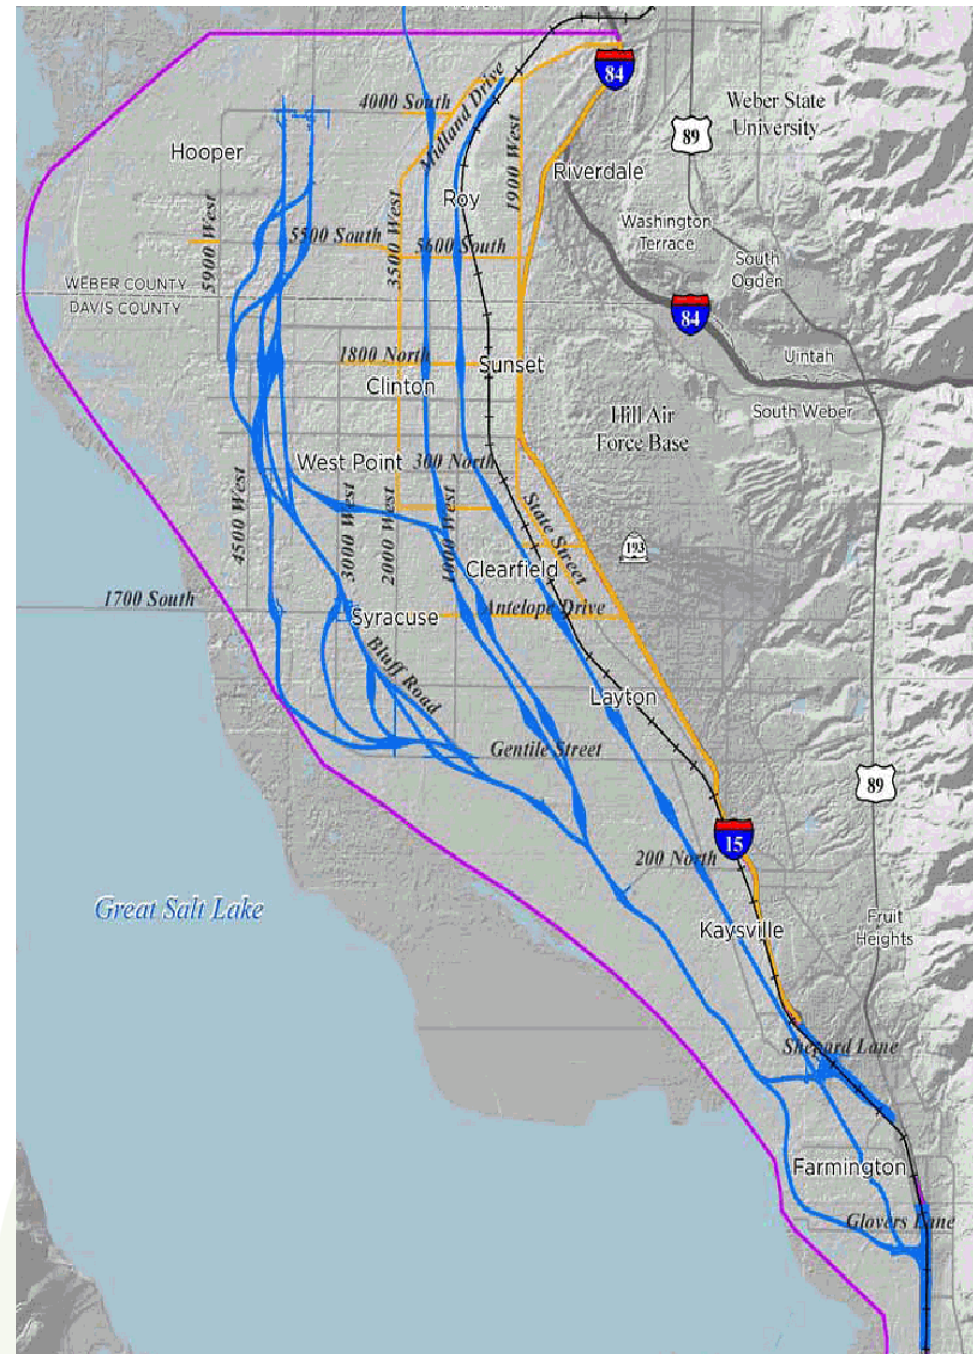 84
4000 South
Midland Drive
Weber State
University
89
Hooper
1900 West
Riverdale
Roy
5900 West
3500 West
Washington
Terrace
5500 South
5600 South
South
Ogden
WEBER COUNTY
DAVIS COUNTY
84
1800 North
Sunset
Uintah
Clinton
Hill Air
Force Base
South Weber
West Point
300 North
4500 West
3000 West
2000 West
1000 West
State Street
193
Clearfield
1700 South
Syracuse
Antelope Drive
Bluff Road
Layton
Gentile Street
89
15
200 North
Great Salt Lake
Kaysville
Fruit
Heights
Shepard Lane
Farmington
Glovers Lane